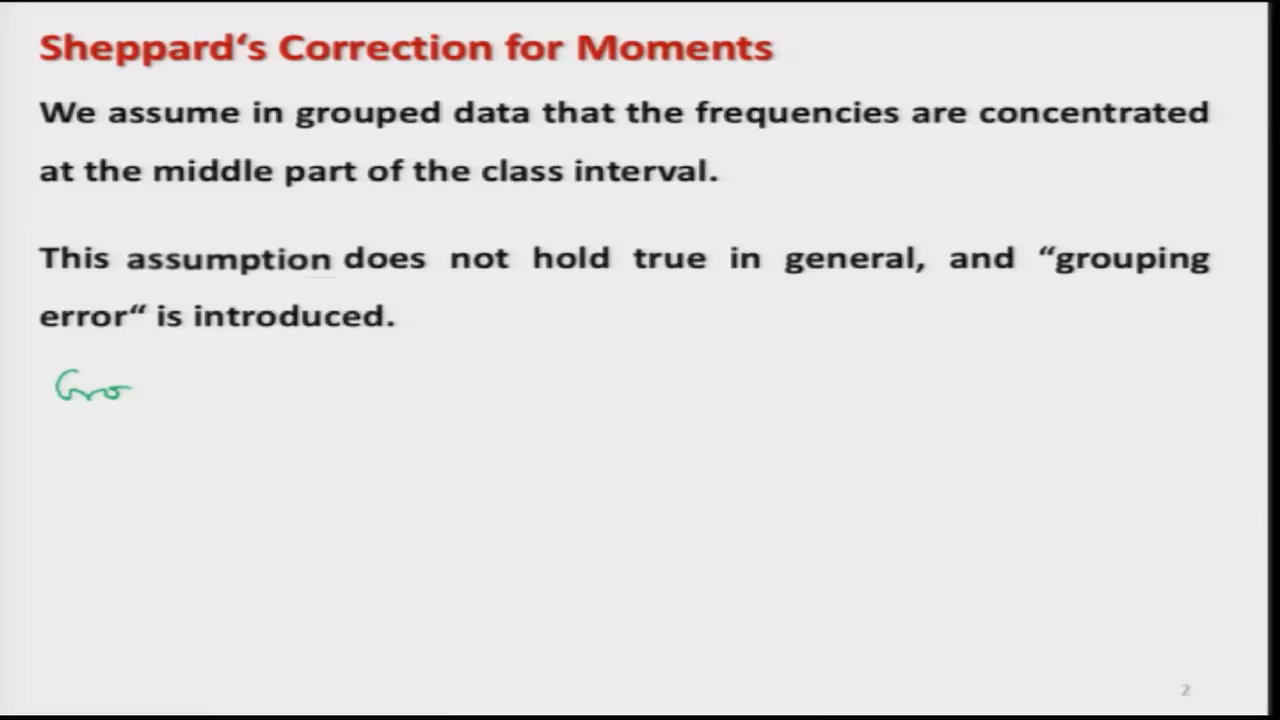 Sheppard‘s Correction for Moments
We assume in grouped data that the frequencies are concentrated
at the middle part of the class interval.
This assumption does not hold true in general, and “grouping
error“ is introduced.
Gro
2